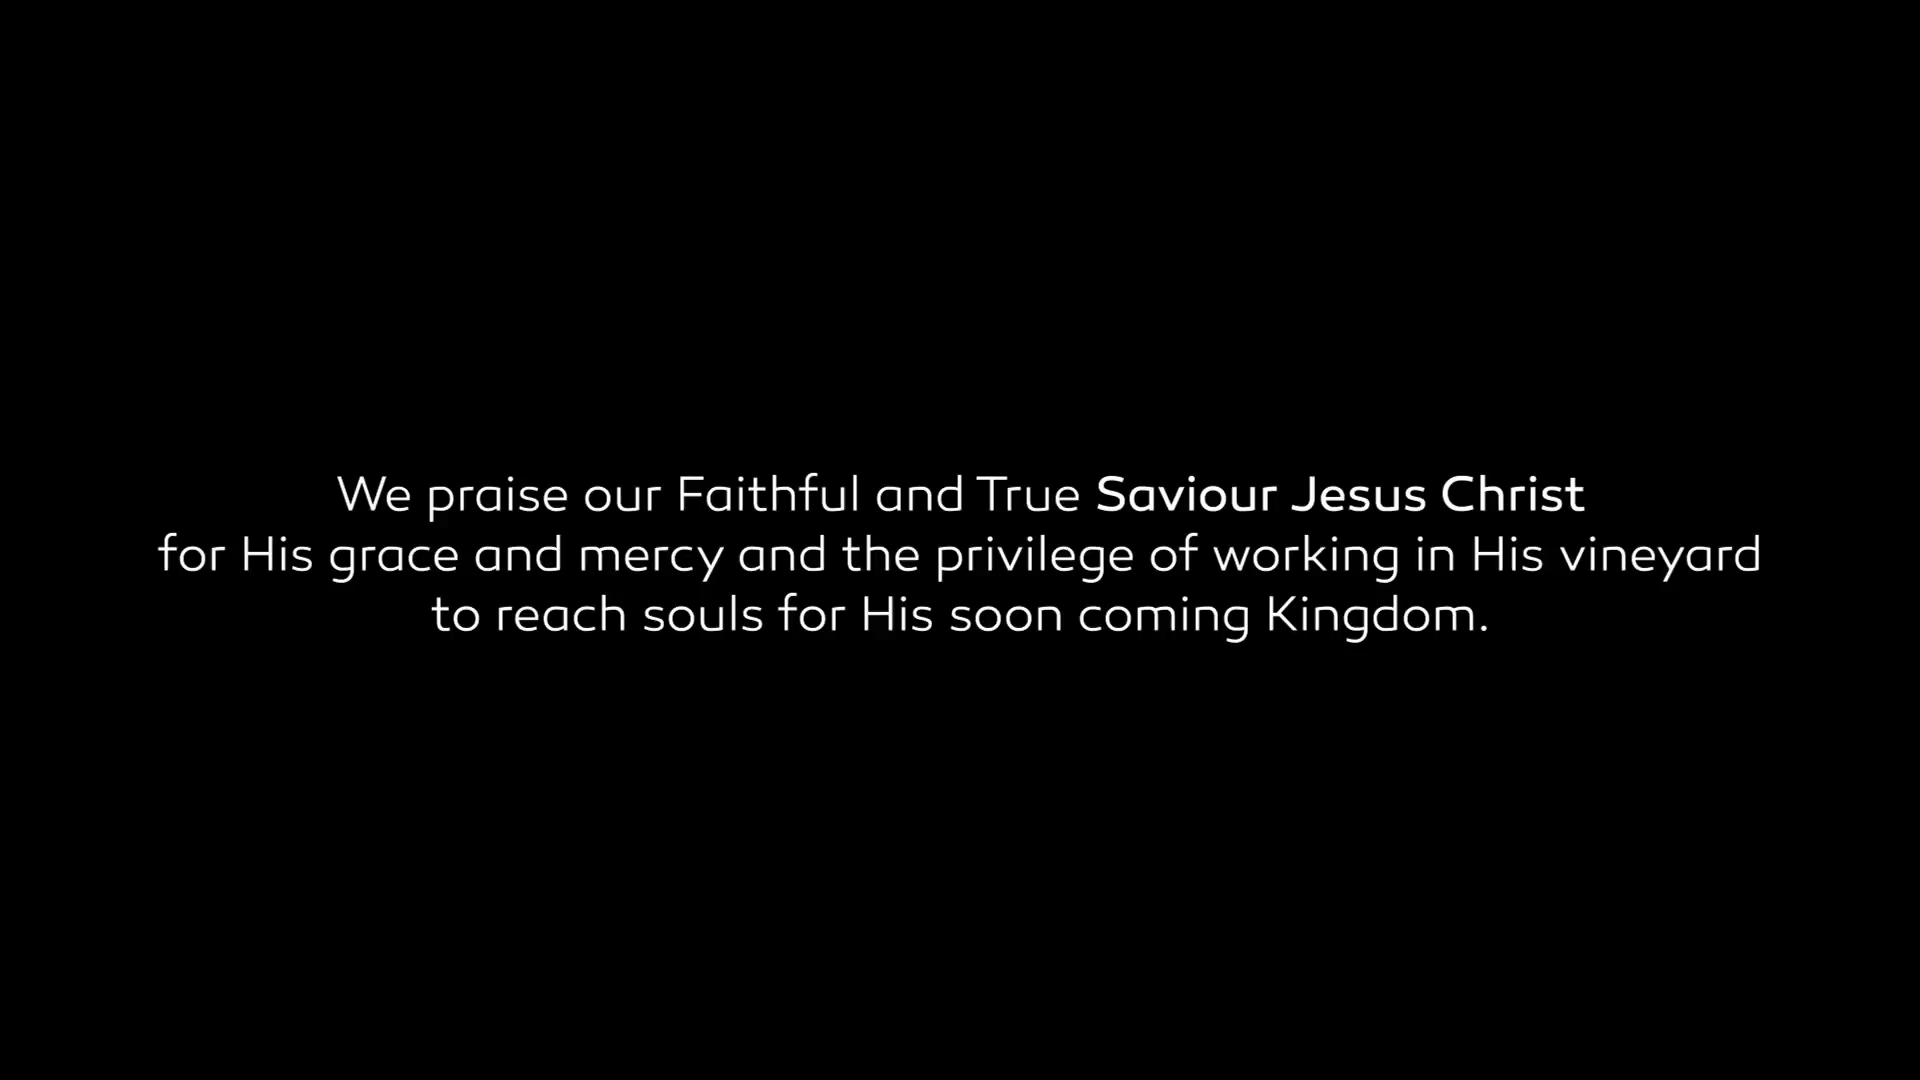 We praise our Faithful and True Saviour Jesus Christ
for His grace and mercy and the privilege of working in His vineyard
to reach souls for His soon coming Kingdom.